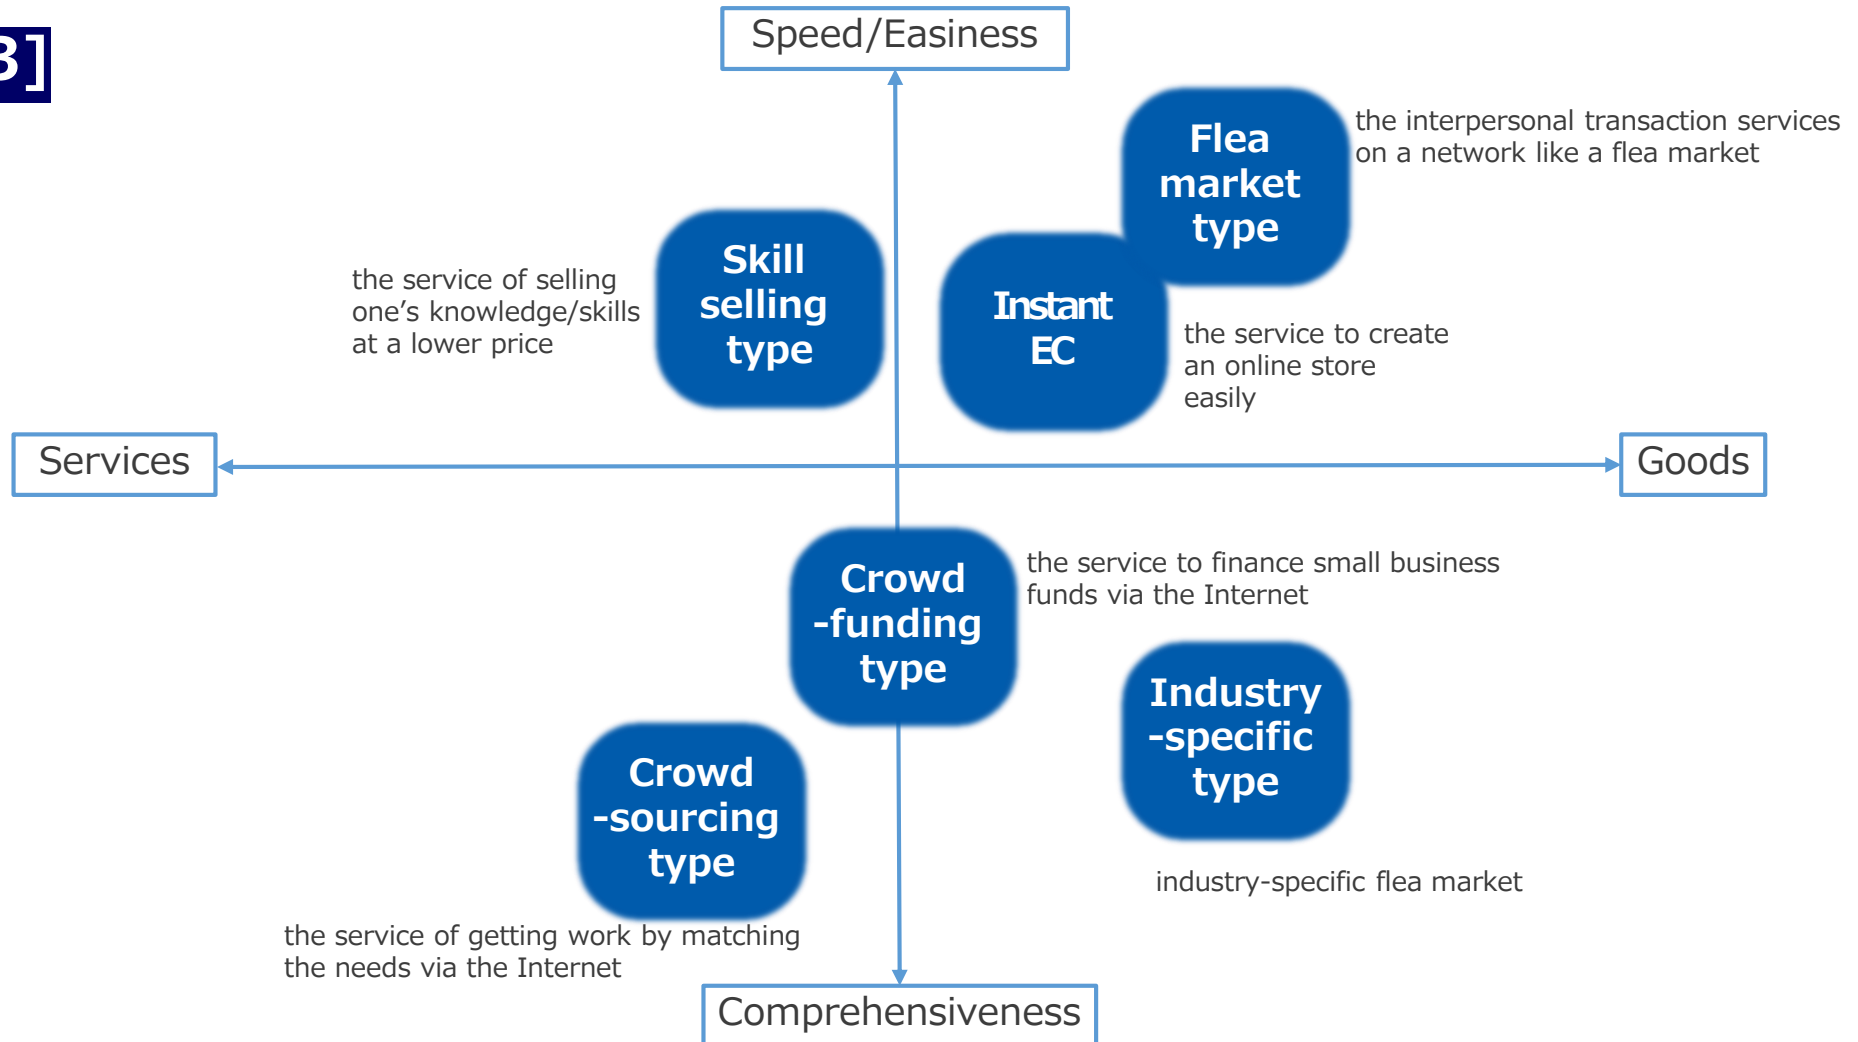 3]
Speed/Easiness
Flea
market
type
the interpersonal transaction services
on a network like a flea market
Skill
selling
type
the service of selling
one’s knowledge/skills
at a lower price
Instant
EC
the service to create
an online store
easily
Services
Goods
Crowd
-funding
type
the service to finance small business
funds via the Internet
Industry
-specific
type
industry-specific flea market
Crowd
-sourcing
type
the service of getting work by matching
the needs via the Internet
Comprehensiveness